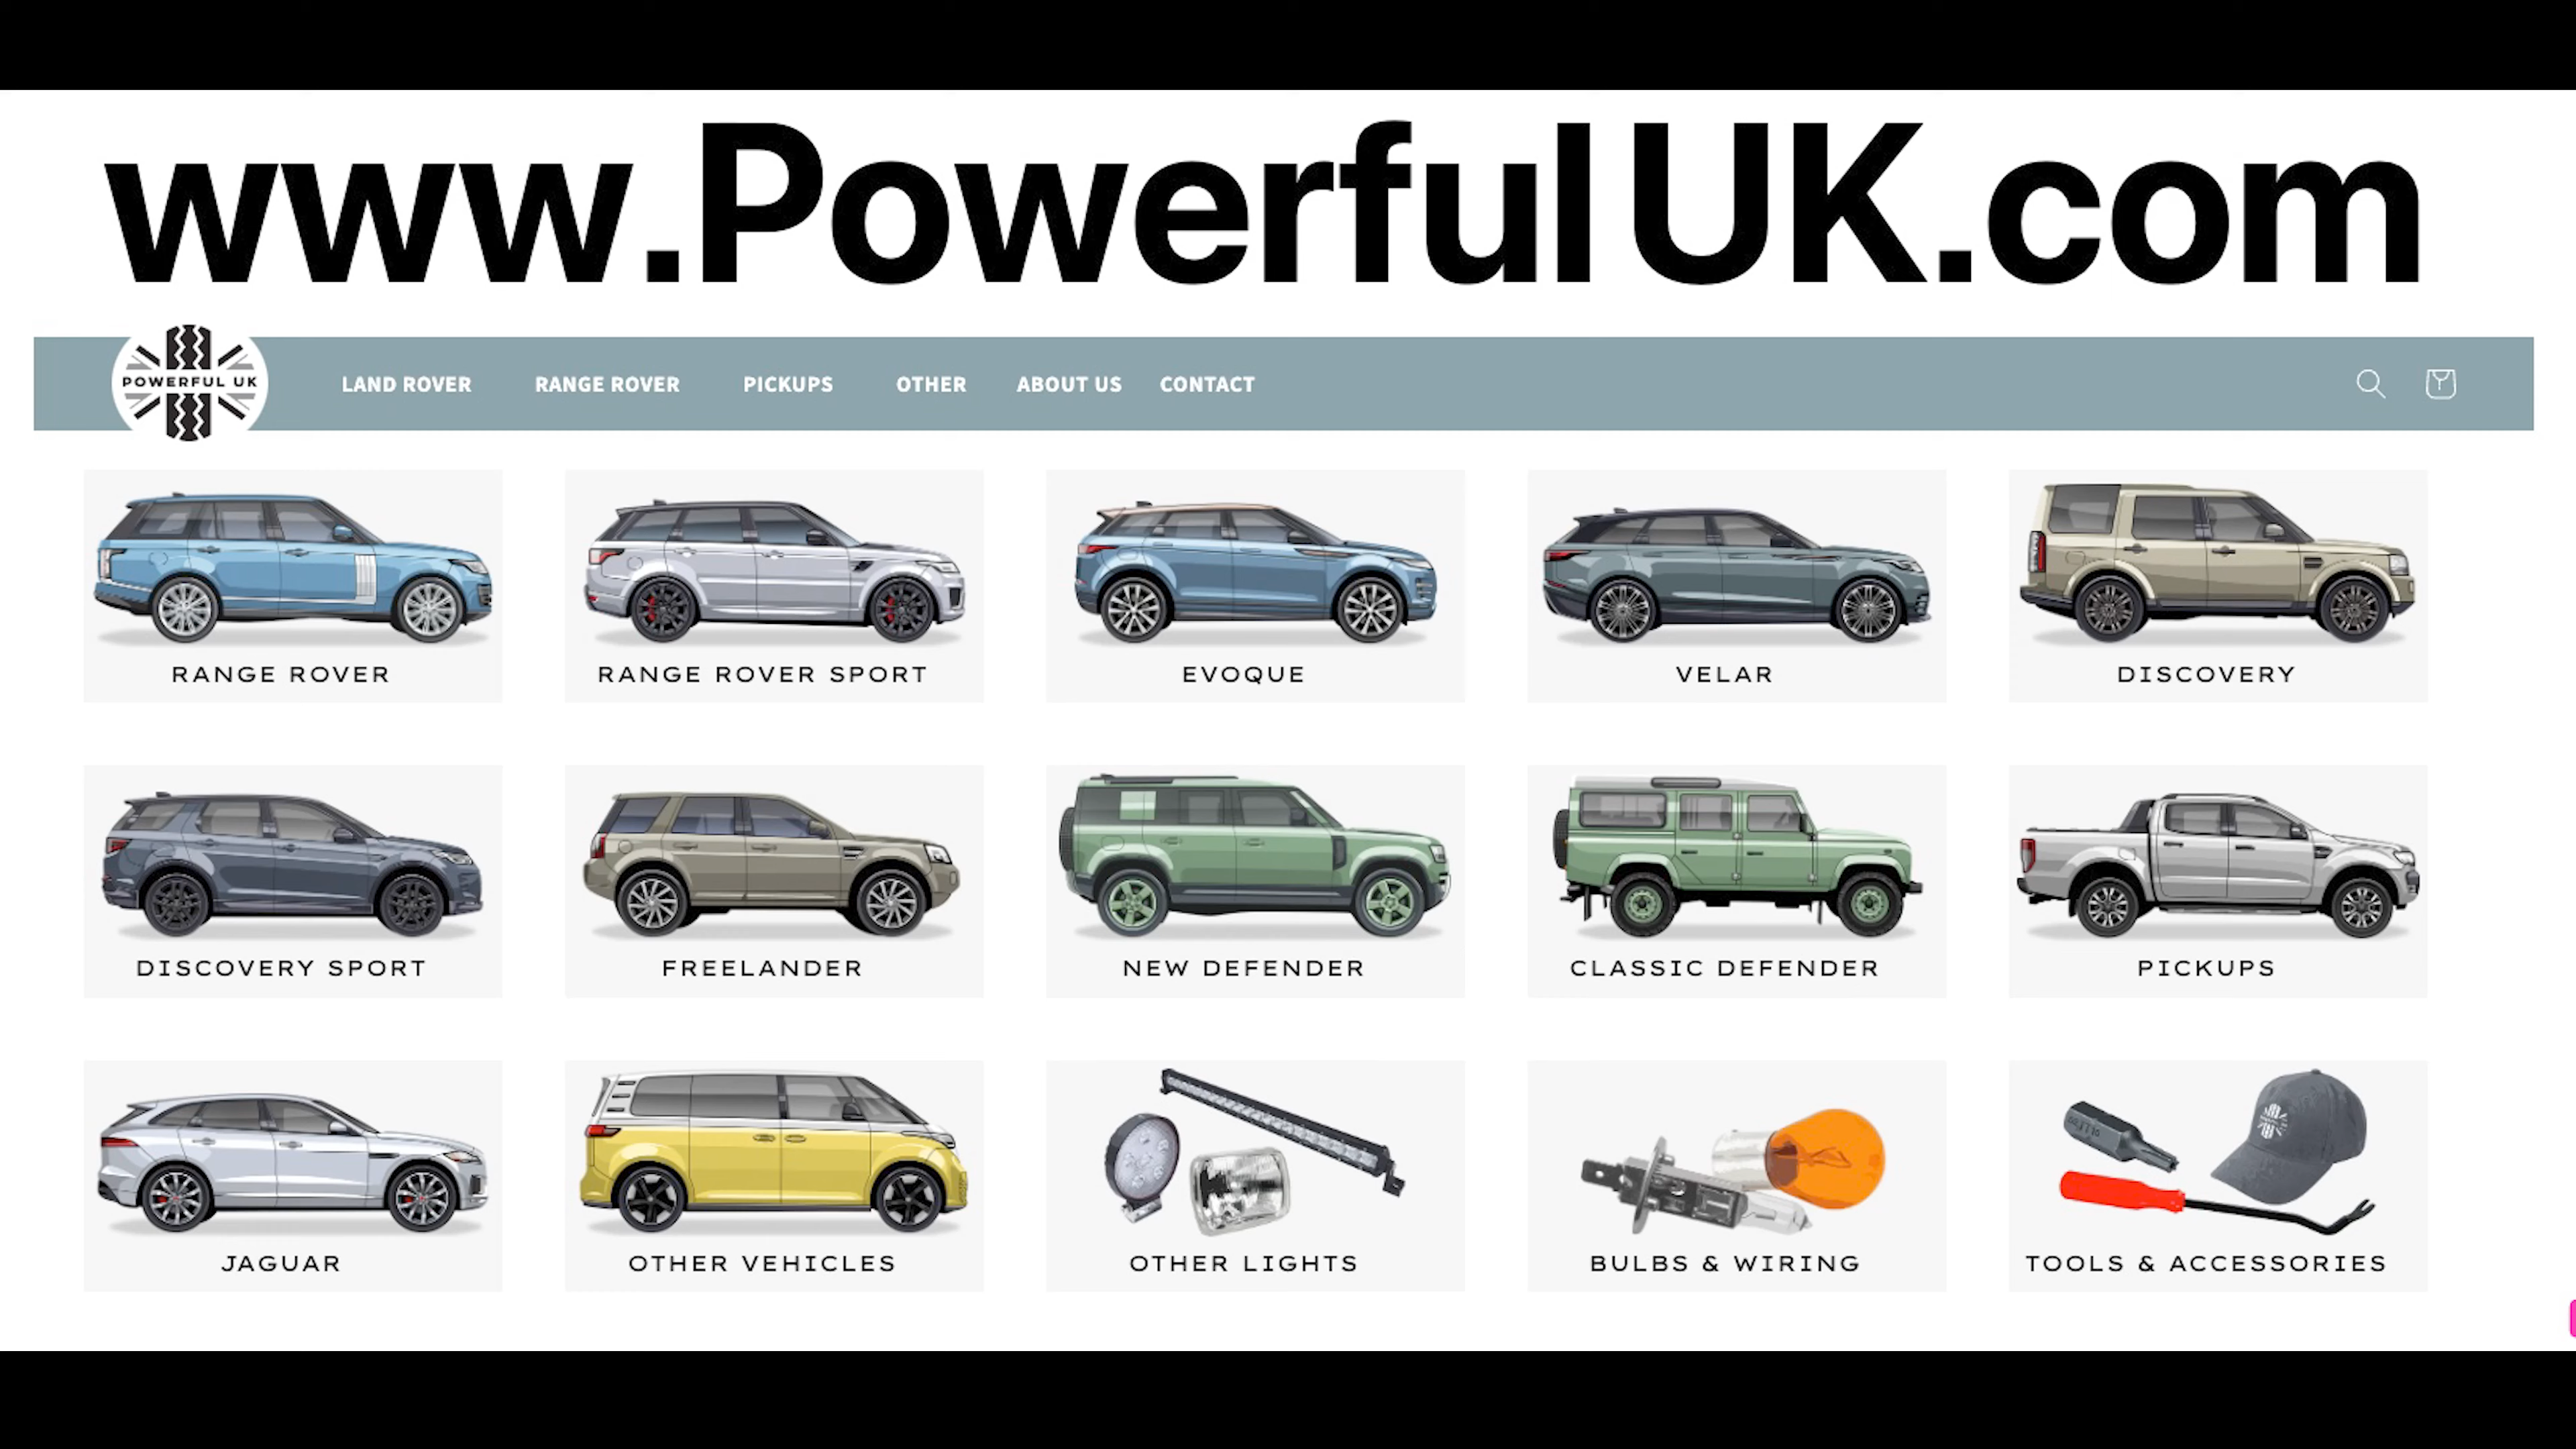 www.PowerfulUK.com
POWERFUL UK
LAND ROVER RANGE ROVER PICKUPS OTHER ABOUT US CONTACT
RANGE ROVER RANGE ROVER SPORT EVOQUE VELAR DISCOVERY
DISCOVERY SPORT FREELANDER NEW DEFENDER CLASSIC DEFENDER PICKUPS
JAGUAR OTHER VEHICLES OTHER LIGHTS BULBS & WIRING TOOLS & ACCESSORIES